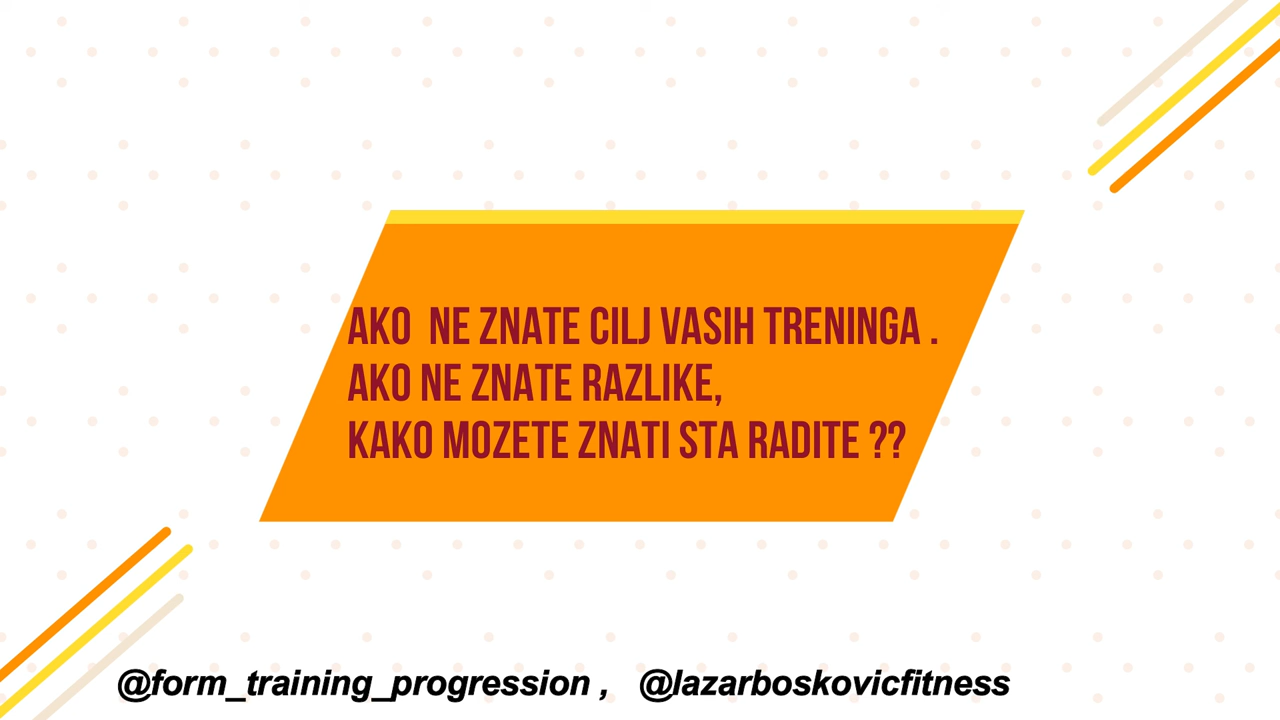 AKO  NE ZNATE CILJ VASIH TRENINGA .
AKO NE ZNATE RAZLIKE,
KAKO MOZETE ZNATI STA RADITE ??
@form_training_progression ,   @lazarboskovicfitness